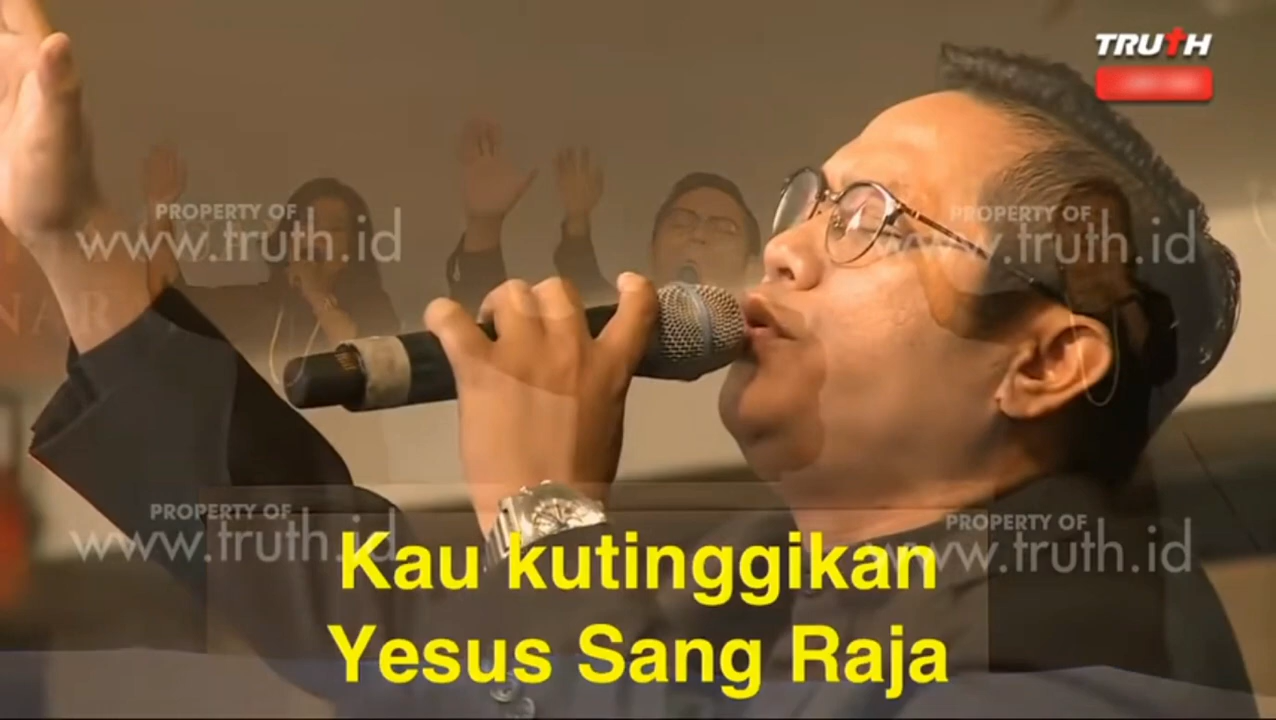 TRUTH
PROPERTY OF
www.truth.id
PROPERTY OF
www.truth.id
PROPERTY OF
www.truth.id
PROPERTY OF
www.truth.id
Kau kutinggikan
Yesus Sang Raja